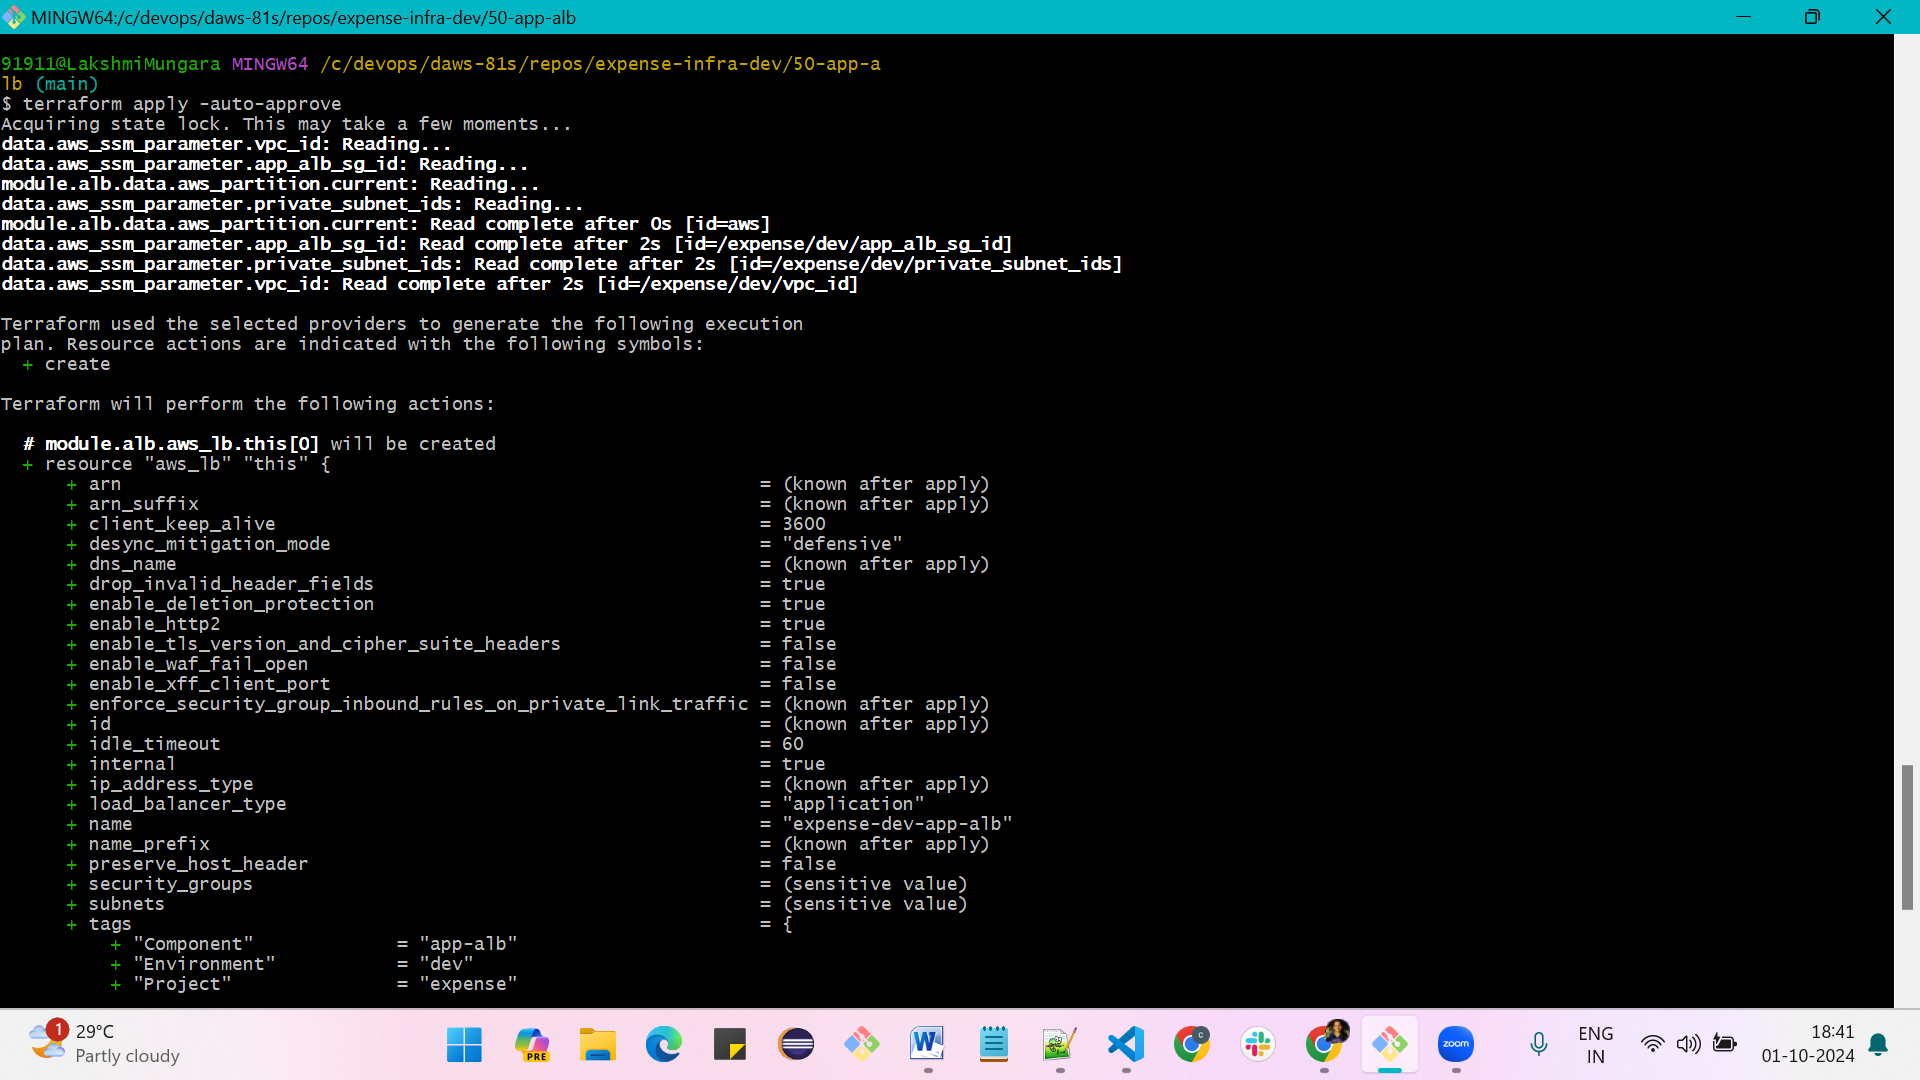 MINGW64:/c/devops/daws-81s/repos/expense-infra-dev/50-app-alb
91911@LakshmiMungara MINGW64 /c/devops/daws-81s/repos/expense-infra-dev/50-app-a
lb (main)
$ terraform apply -auto-approve
Acquiring state lock. This may take a few moments...
data.aws_ssm_parameter.vpc_id: Reading...
data.aws_ssm_parameter.app_alb_sg_id: Reading...
module.alb.data.aws_partition.current: Reading...
data.aws_ssm_parameter.private_subnet_ids: Reading...
module.alb.data.aws_partition.current: Read complete after 0s [id=aws]
data.aws_ssm_parameter.app_alb_sg_id: Read complete after 2s [id=/expense/dev/app_alb_sg_id]
data.aws_ssm_parameter.private_subnet_ids: Read complete after 2s [id=/expense/dev/private_subnet_ids]
data.aws_ssm_parameter.vpc_id: Read complete after 2s [id=/expense/dev/vpc_id]
Terraform used the selected providers to generate the following execution
plan. Resource actions are indicated with the following symbols:
+ create
Terraform will perform the following actions:
# module.alb.aws_lb.this[0] will be created
+ resource "aws_lb" "this" {
+ arn = (known after apply)
+ arn_suffix = (known after apply)
+ client_keep_alive = 3600
+ desync_mitigation_mode = "defensive"
+ dns_name = (known after apply)
+ drop_invalid_header_fields = true
+ enable_deletion_protection = true
+ enable_http2 = true
+ enable_tls_version_and_cipher_suite_headers = false
+ enable_waf_fail_open = false
+ enable_xff_client_port = false
+ enforce_security_group_inbound_rules_on_private_link_traffic = (known after apply)
+ id = (known after apply)
+ idle_timeout = 60
+ internal = true
+ ip_address_type = (known after apply)
+ load_balancer_type = "application"
+ name = "expense-dev-app-alb"
+ name_prefix = (known after apply)
+ preserve_host_header = false
+ security_groups = (sensitive value)
+ subnets = (sensitive value)
+ tags = {
+ "Component" = "app-alb"
+ "Environment" = "dev"
+ "Project" = "expense"
1
29°C
Partly cloudy
PRE
W
C
zoom
ENG
IN
18:41
01-10-2024